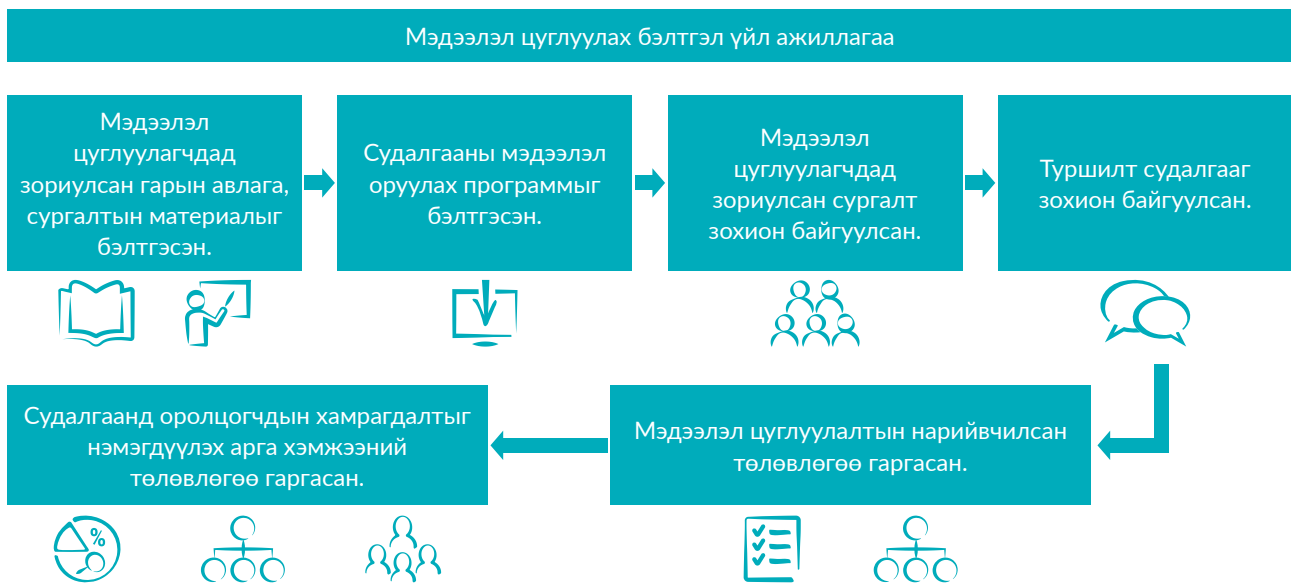 Мэдээлэл цуглуулах бэлтгэл үйл ажиллагаа
Мэдээлэл
цуглуулагчдад
зориулсан гарын авлага,
сургалтын материалыг
бэлтгэсэн.
Судалгааны мэдээлэл
оруулах программыг
бэлтгэсэн.
Мэдээлэл
цуглуулагчдад
зориулсан сургалт
зохион байгуулсан.
Туршилт судалгааг
зохион байгуулсан.
Мэдээлэл цуглуулалтын нарийвчилсан
төлөвлөгөө гаргасан.
Судалгаанд оролцогчдын хамрагдалтыг
нэмэгдүүлэх арга хэмжээний
төлөвлөгөө гаргасан.
%